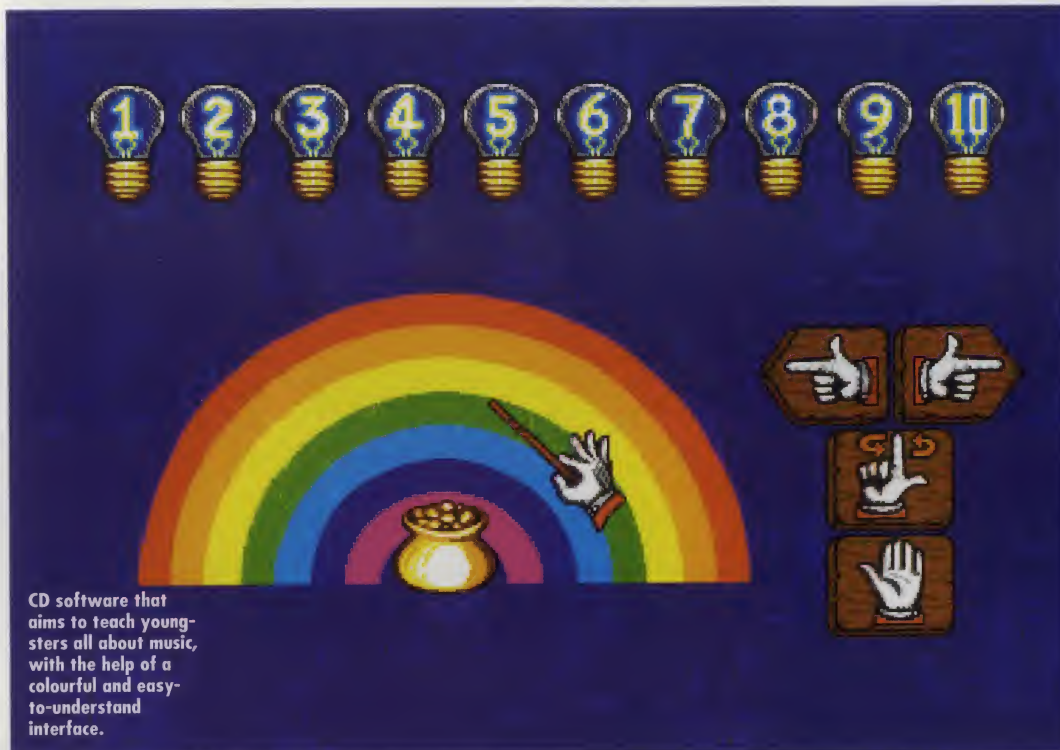 1 2 3 4 5 6 7 8 9 10
CD software that
aims to teach young-
sters all about music,
with the help of a
colourful and easy-
to-understand
interface.